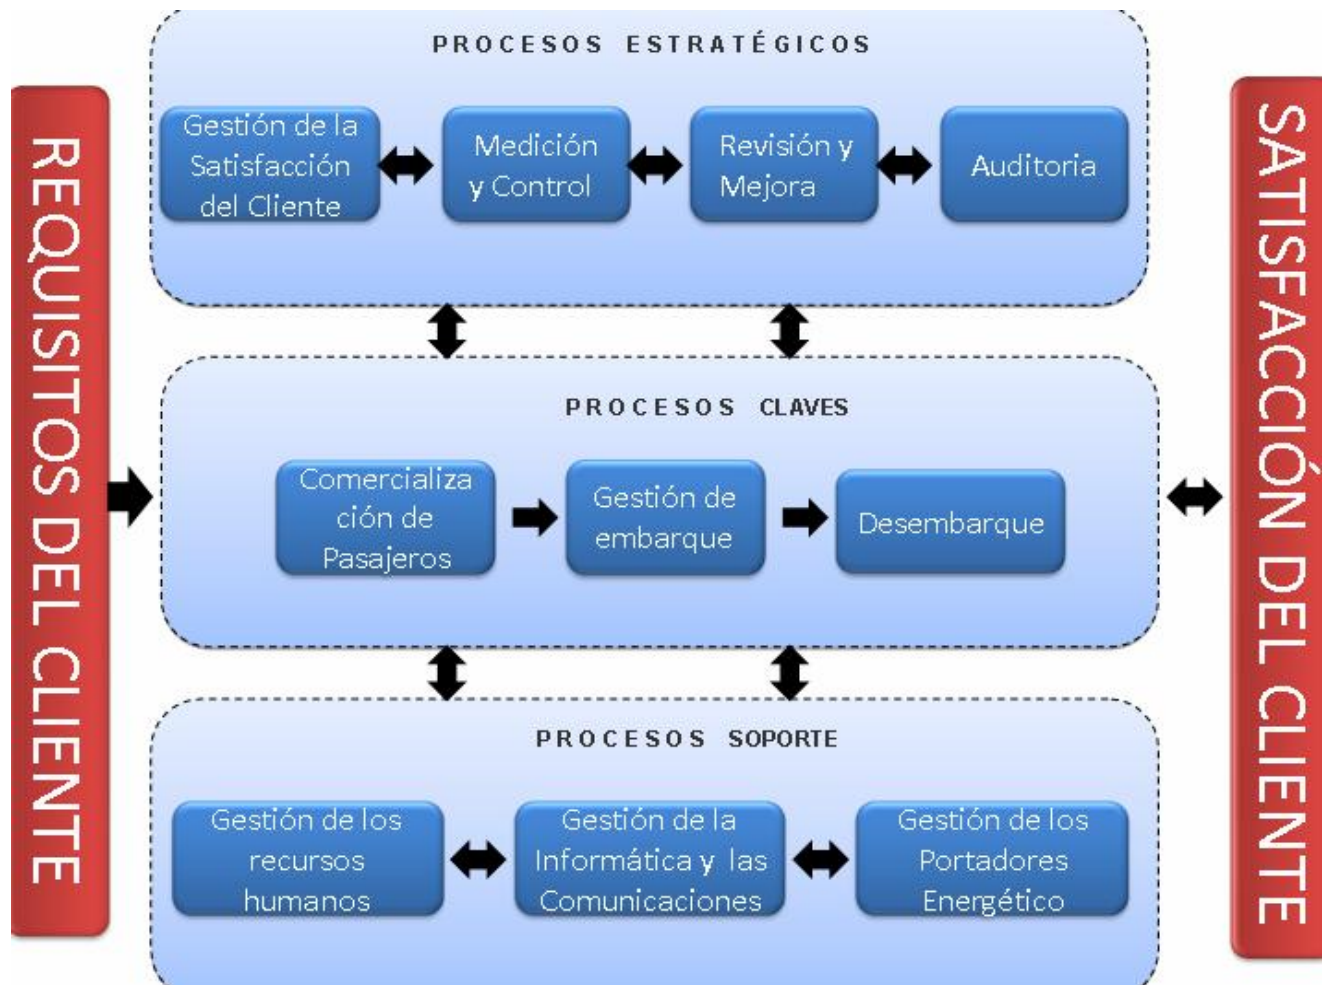 PROCESOS ESTRATÉGICOS
Gestión de la
Satisfacción
del Cliente
Medición
y Control
Revisión y
Mejora
Auditoria
REQUISITOS DEL CLIENTE
PROCESOS CLAVES
Comercializa
ción de
Pasajeros
Gestión de
embarque
Desembarque
SATISFACCIÓN DEL CLIENTE
PROCESOS SOPORTE
Gestión de los
recursos
humanos
Gestión de la
Informática y las
Comunicaciones
Gestión de los
Portadores
Energético